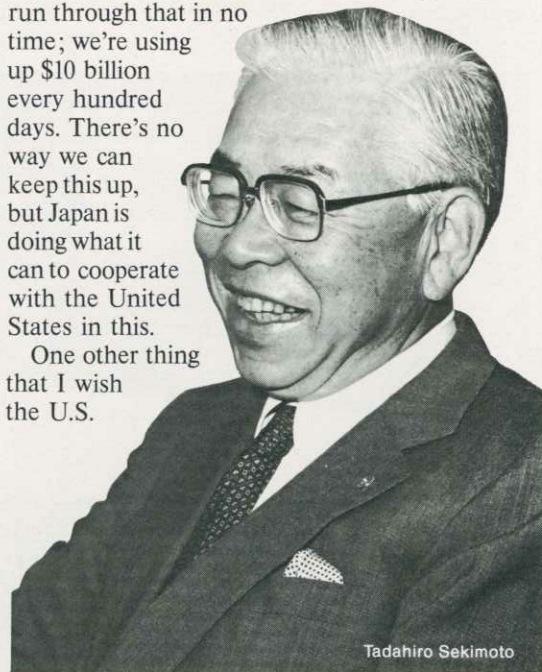 run through that in no
time; we're using
up $10 billion
every hundred
days. There's no
way we can
keep this up,
but Japan is
doing what it
can to cooperate
with the United
States in this.
One other thing
that I wish
the U.S.
Tadahiro Sekimoto